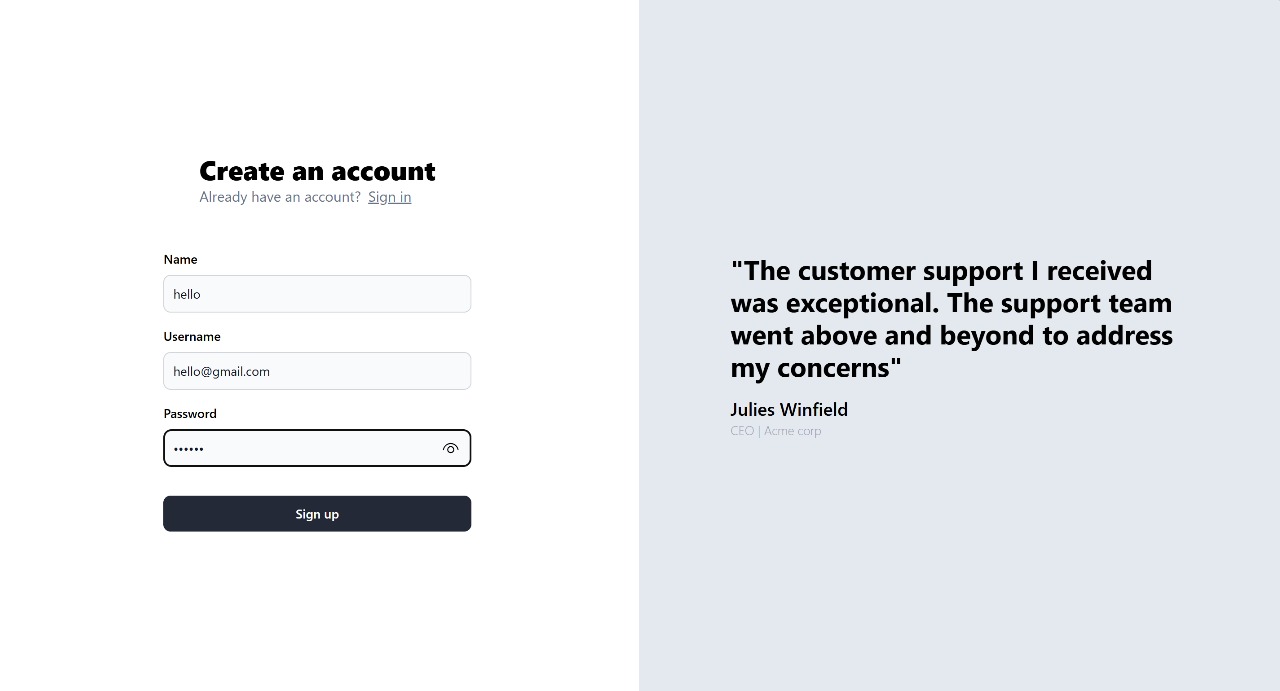 Create an account
Already have an account? Sign in
Name
hello
Username
hello@gmail.com
Password
••••••
Sign up
"The customer support I received
was exceptional. The support team
went above and beyond to address
my concerns"
Julies Winfield
CEO | Acme corp